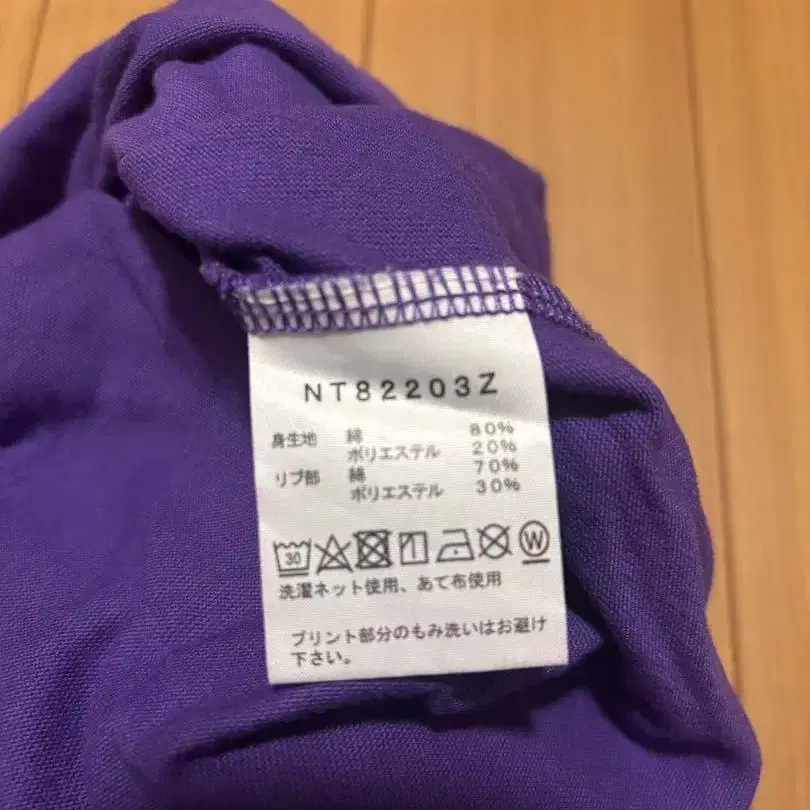 NT82203Z
身生地 綿 80%
ポリエステル 20%
リブ部 綿 70%
ポリエステル 30%
30 W
洗濯ネット使用、あて布使用
プリント部分のもみ洗いはお避け
下さい。